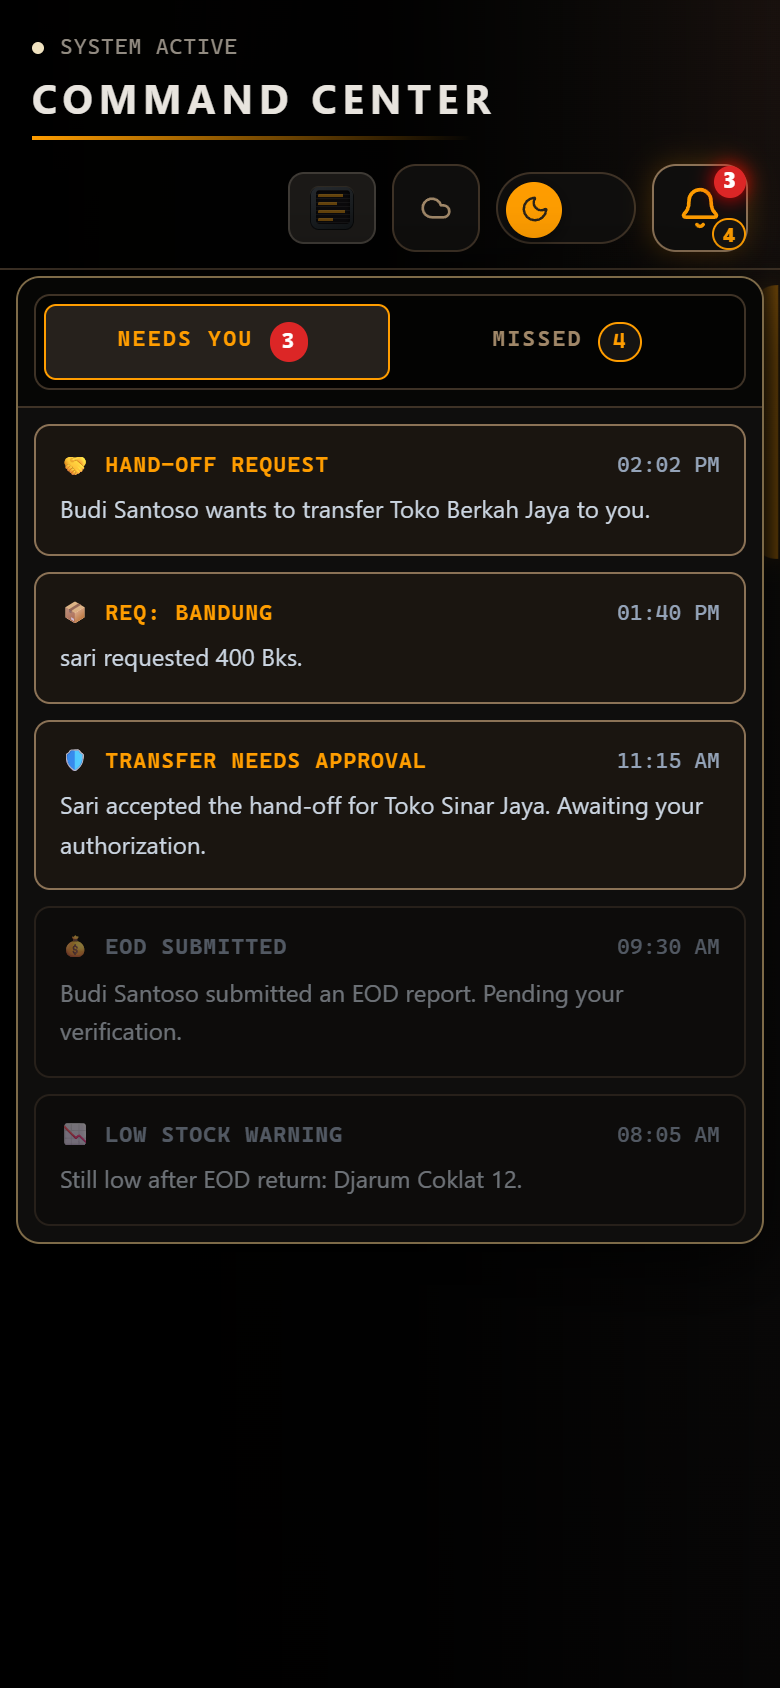 SYSTEM ACTIVE
COMMAND CENTER
3
4
NEEDS YOU 3
MISSED 4
HAND-OFF REQUEST 02:02 PM
Budi Santoso wants to transfer Toko Berkah Jaya to you.
REQ: BANDUNG 01:40 PM
sari requested 400 Bks.
TRANSFER NEEDS APPROVAL 11:15 AM
Sari accepted the hand-off for Toko Sinar Jaya. Awaiting your
authorization.
EOD SUBMITTED 09:30 AM
Budi Santoso submitted an EOD report. Pending your
verification.
LOW STOCK WARNING 08:05 AM
Still low after EOD return: Djarum Coklat 12.